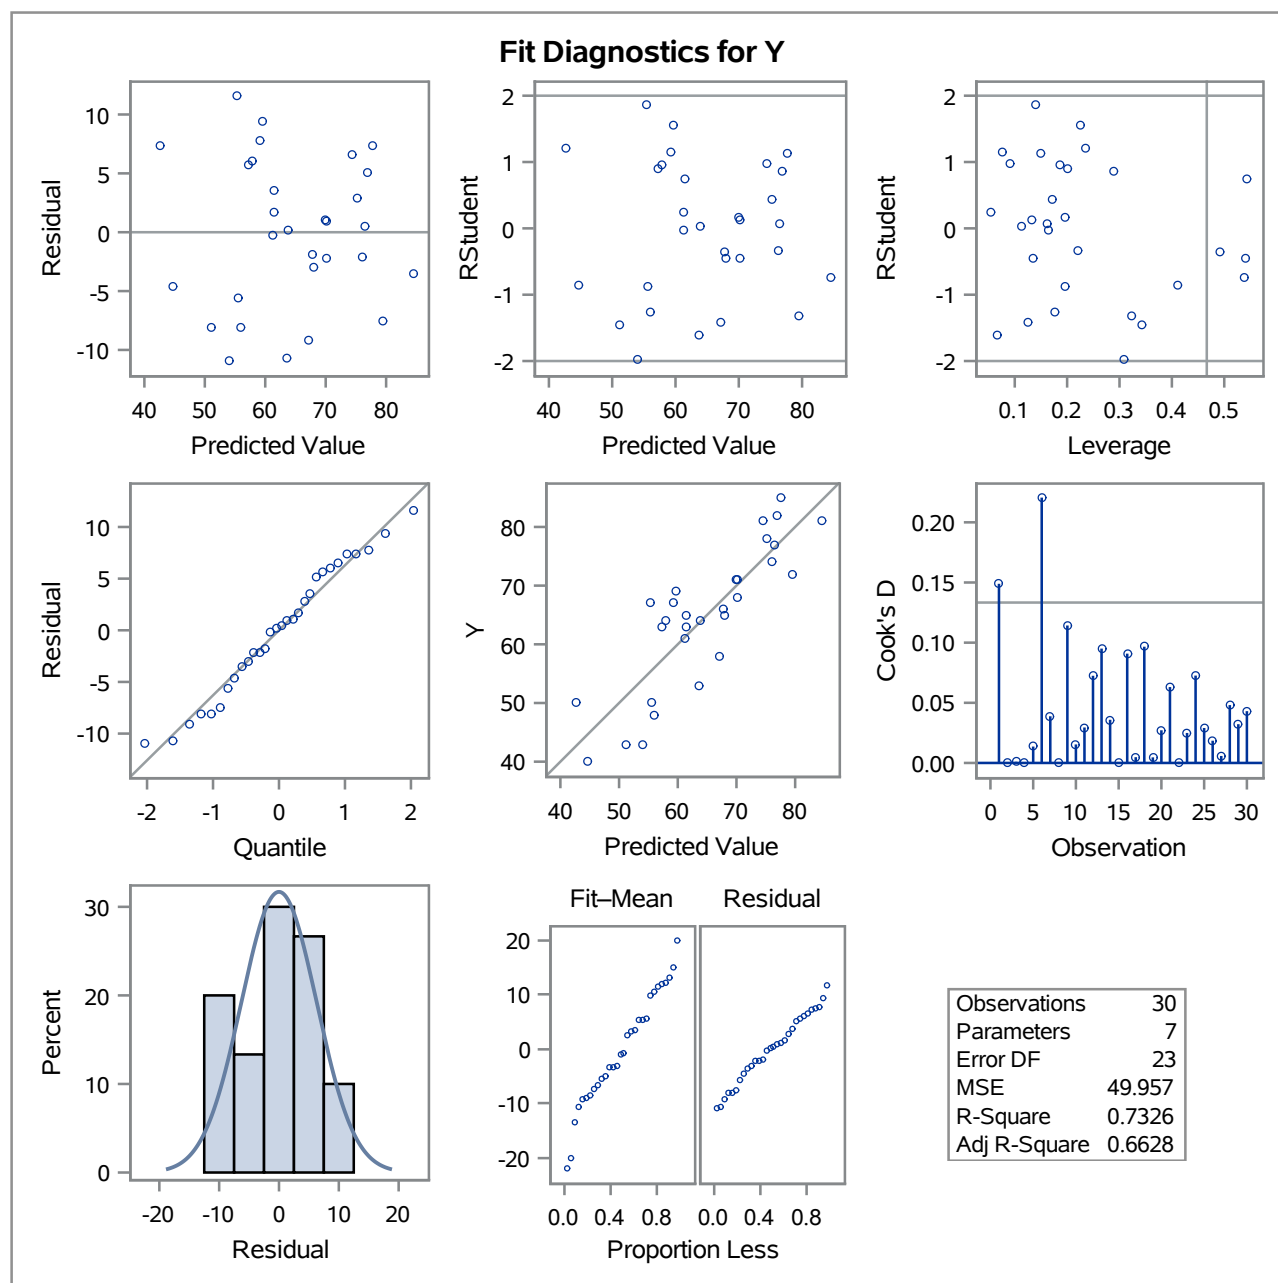 Fit Diagnostics for Y
Residual
10
5
0
-5
-10
40 50 60 70 80
Predicted Value
RStudent
2
1
0
-1
-2
40 50 60 70 80
Predicted Value
RStudent
2
1
0
-1
-2
0.1 0.2 0.3 0.4 0.5
Leverage
Residual
10
5
0
-5
-10
-2 -1 0 1 2
Quantile
Y
80
70
60
50
40
40 50 60 70 80
Predicted Value
Cook's D
0.20
0.15
0.10
0.05
0.00
0 5 10 15 20 25 30
Observation
Percent
30
20
10
0
-20 -10 0 10 20
Residual
Fit–Mean Residual
20
10
0
-10
-20
0.0 0.4 0.8 0.0 0.4 0.8
Proportion Less
Observations 30
Parameters 7
Error DF 23
MSE 49.957
R-Square 0.7326
Adj R-Square 0.6628